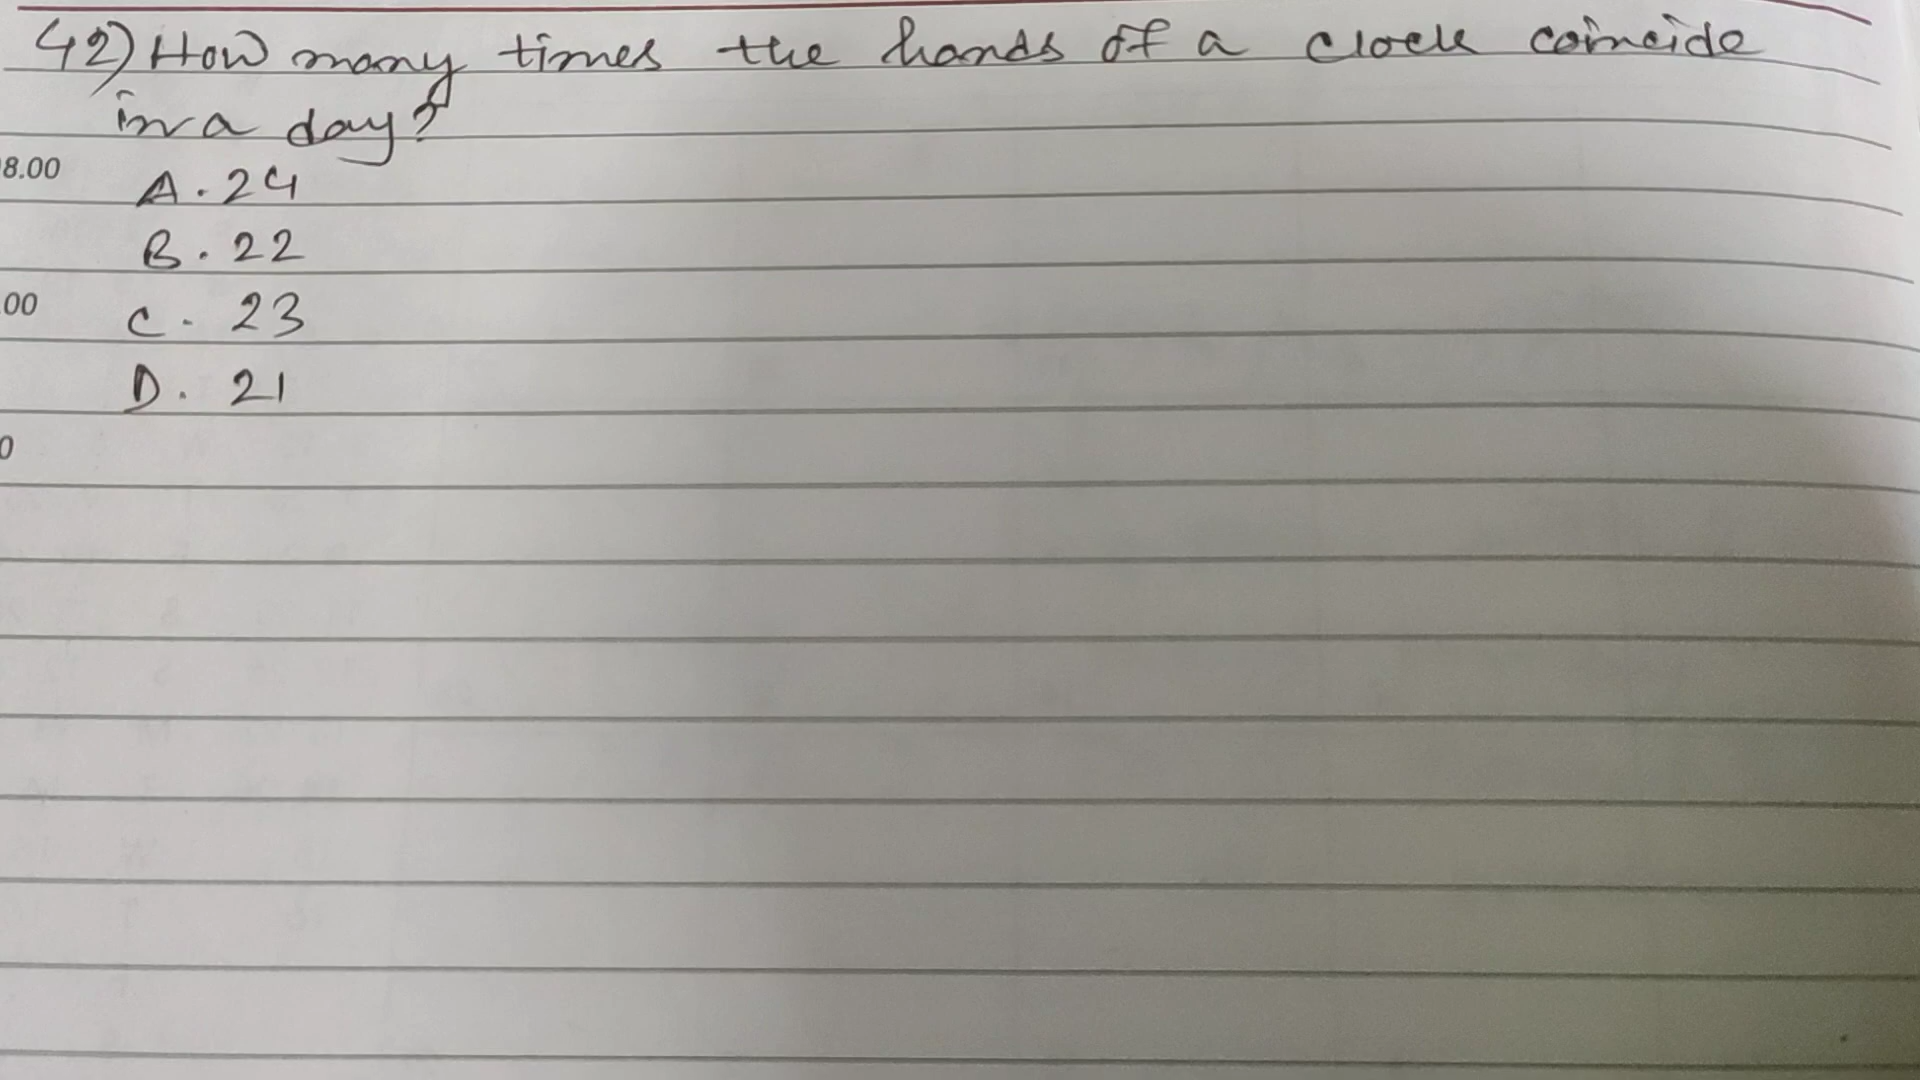 42) How many times the hands of a clock coincide
in a day?
8.00
A. 24
B. 22
.00
C. 23
D. 21
0